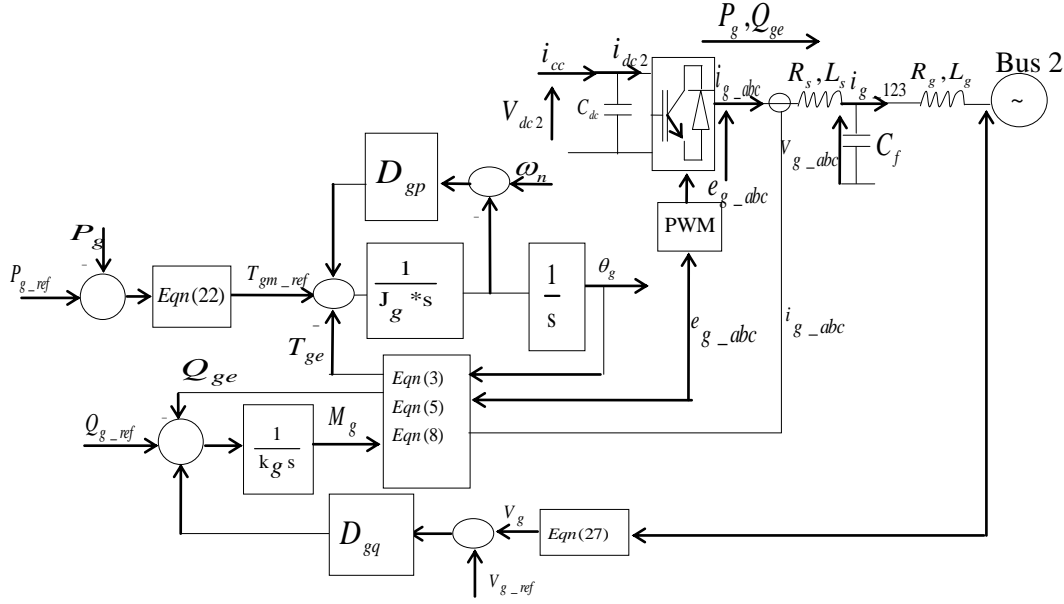 P_g , Q_ge
Bus 2
~
i_cc
i_dc2
V_dc2
C_dc
i_g_abc
R_s , L_s
i_g
123
R_g , L_g
V_g_abc
C_f
e_g_abc
PWM
D_gp
ω_n
-
P_g
-
P_g_ref
Eqn(22)
T_gm_ref
-
1
J_g *s
1
s
θ_g
T_ge
e_g_abc
i_g_abc
Q_ge
-
Q_g_ref
1
k g s
M_g
Eqn(3)
Eqn(5)
Eqn(8)
D_gq
V_g
Eqn(27)
V_g_ref